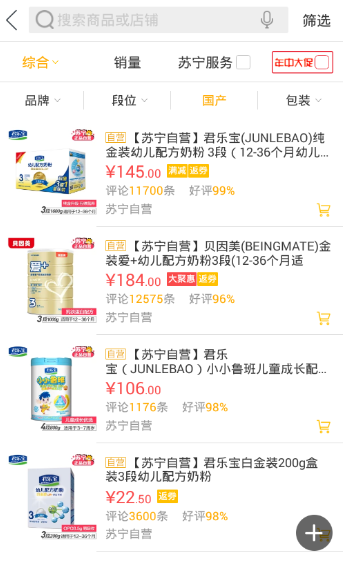 搜索商品或店铺
筛选
综合
销量
苏宁服务
年中大促
品牌
段位
国产
包装
自营 【苏宁自营】君乐宝(JUNLEBAO)纯
金装幼儿配方奶粉 3段（12-36个月幼儿...
¥145.00 满减 返券
评论11700条 好评99%
苏宁自营
自营 【苏宁自营】贝因美(BEINGMATE)金
装爱+幼儿配方奶粉3段(12-36个月适
¥184.00 大聚惠 返券
评论12575条 好评96%
苏宁自营
自营 【苏宁自营】君乐
宝（JUNLEBAO）小小鲁班儿童成长配...
¥106.00
评论1176条 好评98%
苏宁自营
自营 【苏宁自营】君乐宝白金装200g盒
装3段幼儿配方奶粉
¥22.50 返券
评论3600条 好评98%
苏宁自营